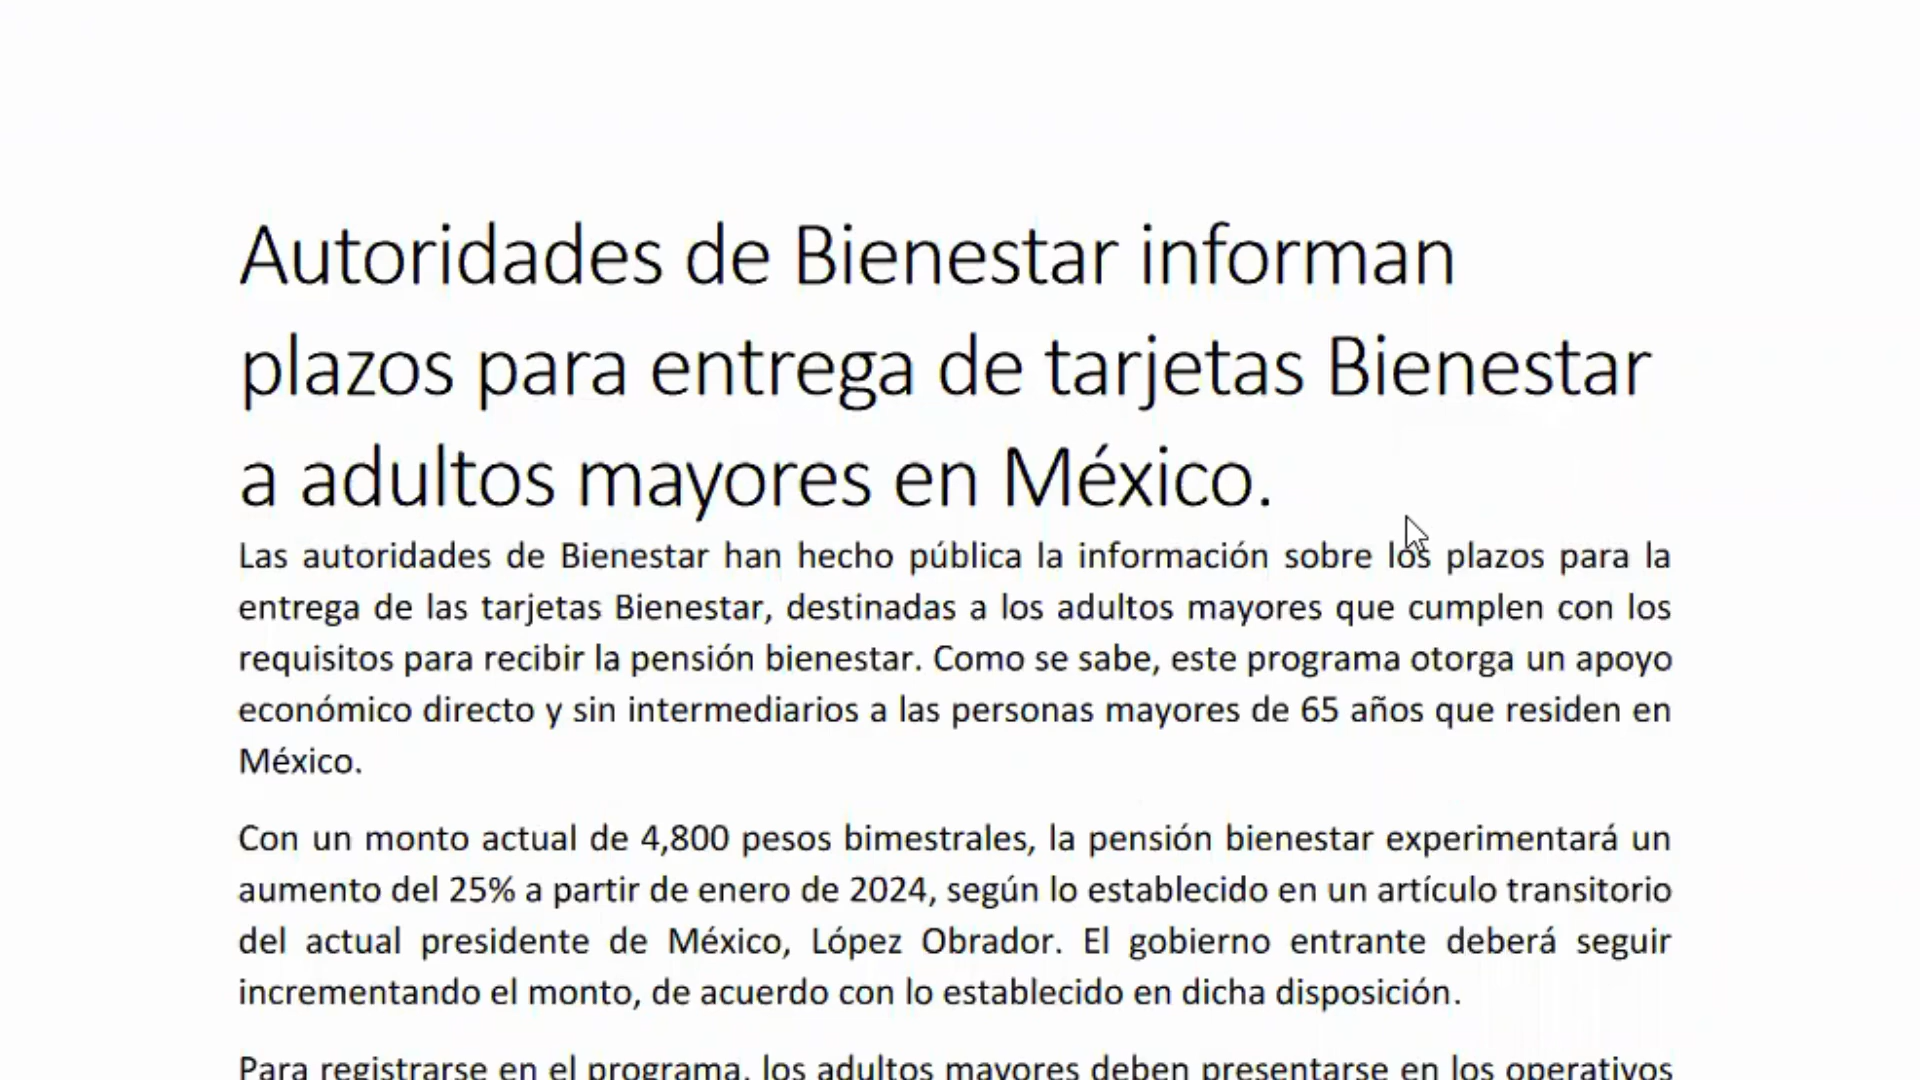 Autoridades de Bienestar informan
plazos para entrega de tarjetas Bienestar
a adultos mayores en México.
Las autoridades de Bienestar han hecho pública la información sobre los plazos para la
entrega de las tarjetas Bienestar, destinadas a los adultos mayores que cumplen con los
requisitos para recibir la pensión bienestar. Como se sabe, este programa otorga un apoyo
económico directo y sin intermediarios a las personas mayores de 65 años que residen en
México.
Con un monto actual de 4,800 pesos bimestrales, la pensión bienestar experimentará un
aumento del 25% a partir de enero de 2024, según lo establecido en un artículo transitorio
del actual presidente de México, López Obrador. El gobierno entrante deberá seguir
incrementando el monto, de acuerdo con lo establecido en dicha disposición.
Para registrarse en el programa, los adultos mayores deben presentarse en los operativos